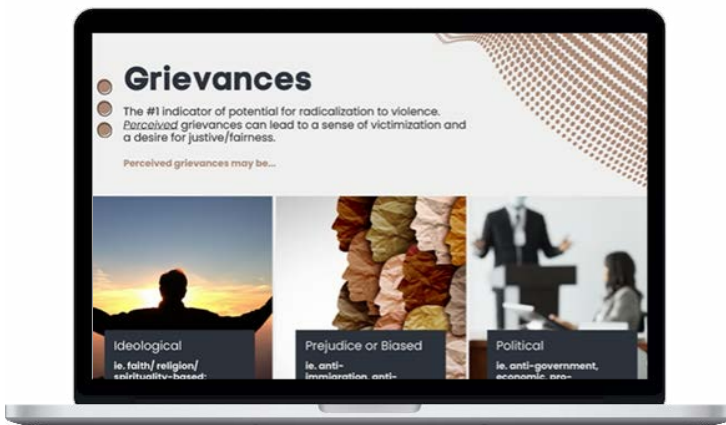 Grievances
The #1 indicator of potential for radicalization to violence.
Perceived grievances can lead to a sense of victimization and
a desire for justive/fairness.
Perceived grievances may be...
Ideological
ie. faith/ religion/
spirituality-based;
Prejudice or Biased
ie. anti-
immigration, anti-
Political
ie. anti-government,
economic, pro-